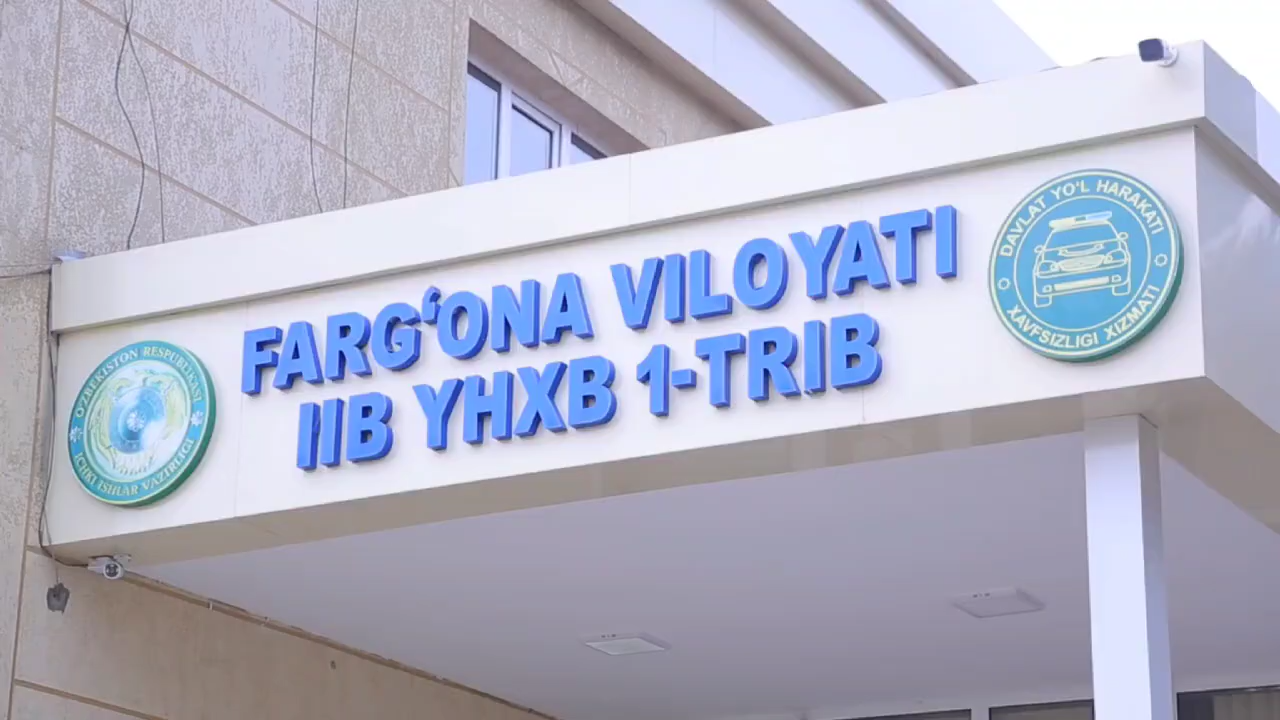 FARG‘ONA VILOYATI
IIB YHXB 1-TRIB
O‘ZBEKISTON RESPUBLIKASI
ICHKI ISHLAR VAZIRLIGI
DAVLAT YO‘L HARAKATI
XAVFSIZLIGI XIZMATI